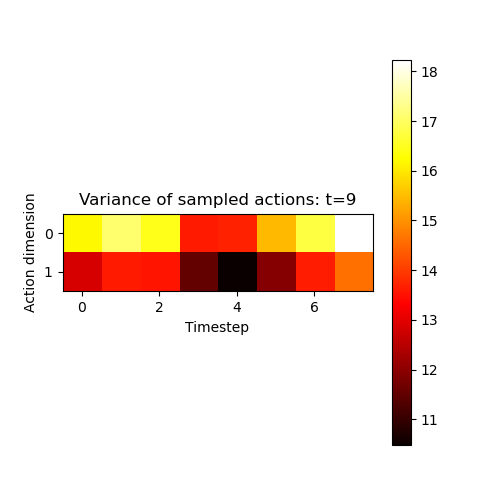 Variance of sampled actions: t=9
Action dimension
0
1
0 2 4 6
Timestep
18
17
16
15
14
13
12
11